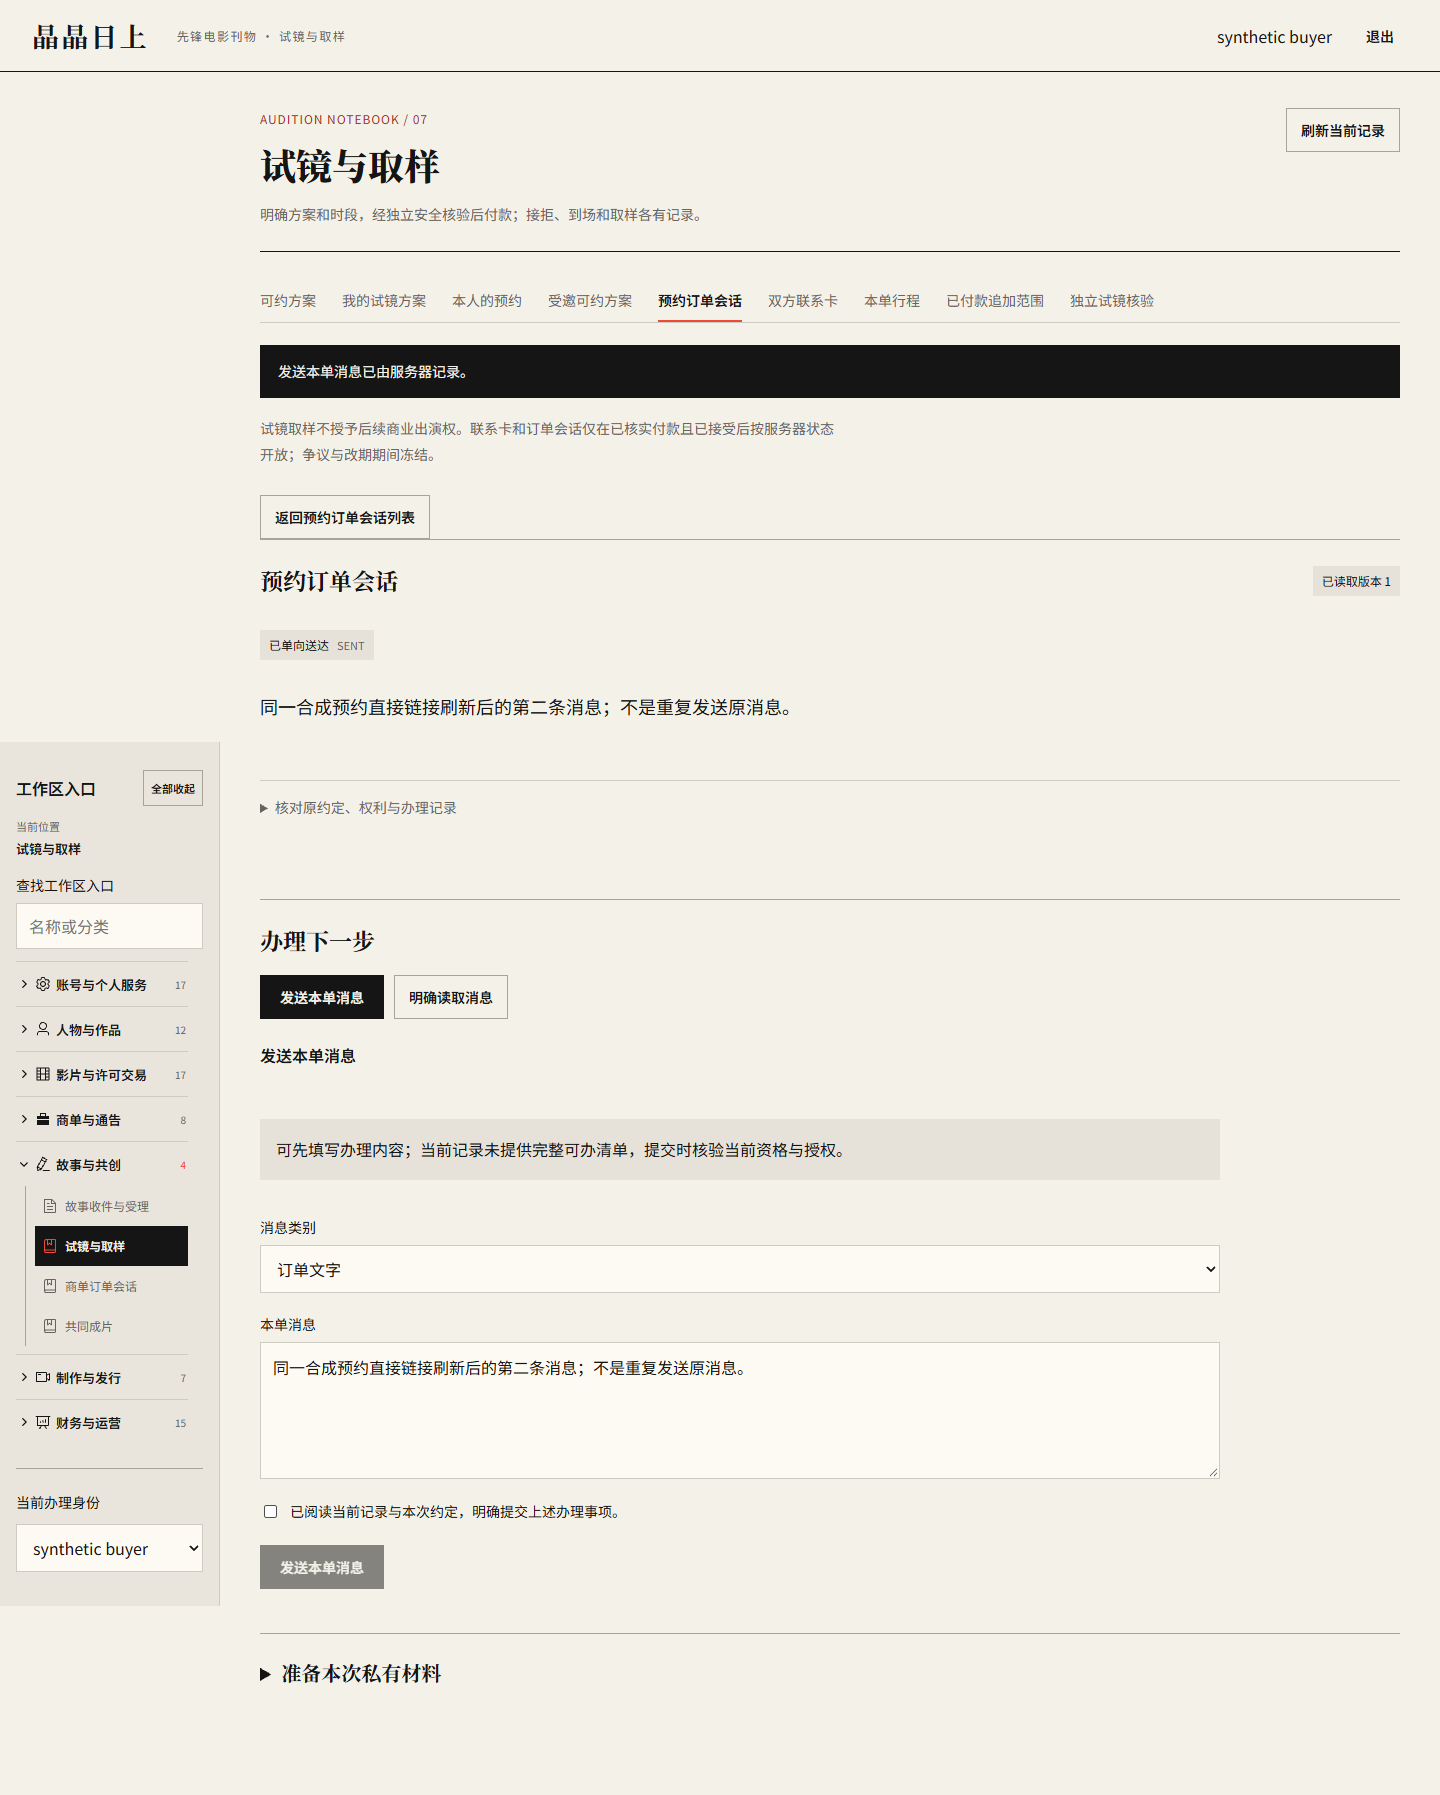 晶晶日上
先锋电影刊物 • 试镜与取样
synthetic buyer
退出
AUDITION NOTEBOOK / 07
试镜与取样
刷新当前记录
明确方案和时段，经独立安全核验后付款；接拒、到场和取样各有记录。
可约方案 我的试镜方案 本人的预约 受邀可约方案 预约订单会话 双方联系卡 本单行程 已付款追加范围 独立试镜核验
发送本单消息已由服务器记录。
试镜取样不授予后续商业出演权。联系卡和订单会话仅在已核实付款且已接受后按服务器状态
开放；争议与改期期间冻结。
返回预约订单会话列表
预约订单会话
已读取版本 1
已单向送达 SENT
同一合成预约直接链接刷新后的第二条消息；不是重复发送原消息。
核对原约定、权利与办理记录
办理下一步
发送本单消息
明确读取消息
发送本单消息
可先填写办理内容；当前记录未提供完整可办清单，提交时核验当前资格与授权。
消息类别
订单文字
本单消息
同一合成预约直接链接刷新后的第二条消息；不是重复发送原消息。
已阅读当前记录与本次约定，明确提交上述办理事项。
发送本单消息
准备本次私有材料
工作区入口
全部收起
当前位置
试镜与取样
查找工作区入口
名称或分类
账号与个人服务 17
人物与作品 12
影片与许可交易 17
商单与通告 8
故事与共创 4
故事收件与受理
试镜与取样
商单订单会话
共同成片
制作与发行 7
财务与运营 15
当前办理身份
synthetic buyer